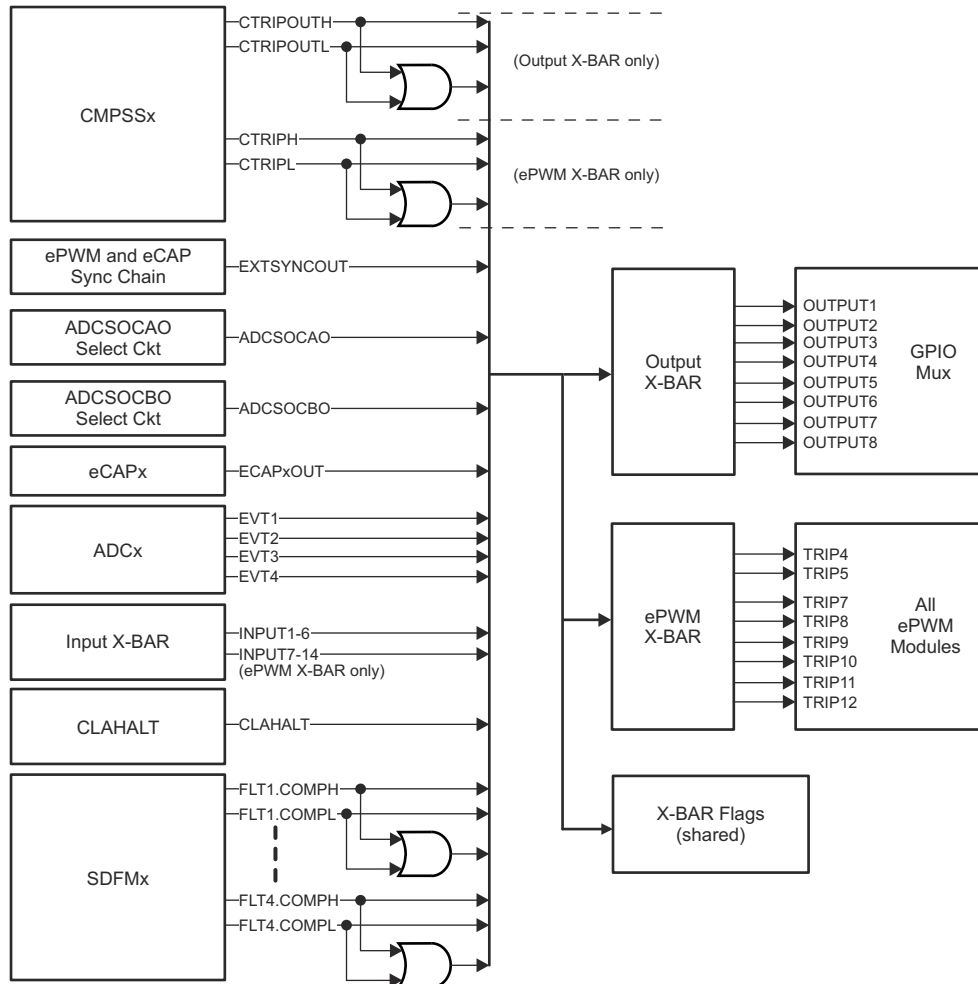 CMPSSx
CTRIPOUTH
CTRIPOUTL
(Output X-BAR only)
CTRIPH
CTRIPL
(ePWM X-BAR only)
ePWM and eCAP
Sync Chain
EXTSYNCOUT
ADCSOCAO
Select Ckt
ADCSOCAO
ADCSOCBO
Select Ckt
ADCSOCBO
eCAPx
ECAPxOUT
ADCx
EVT1
EVT2
EVT3
EVT4
Input X-BAR
INPUT1-6
INPUT7-14
(ePWM X-BAR only)
CLAHALT
CLAHALT
SDFMx
FLT1.COMPH
FLT1.COMPL
FLT4.COMPH
FLT4.COMPL
Output
X-BAR
OUTPUT1
OUTPUT2
OUTPUT3
OUTPUT4
OUTPUT5
OUTPUT6
OUTPUT7
OUTPUT8
GPIO
Mux
ePWM
X-BAR
TRIP4
TRIP5
TRIP7
TRIP8
TRIP9
TRIP10
TRIP11
TRIP12
All
ePWM
Modules
X-BAR Flags
(shared)